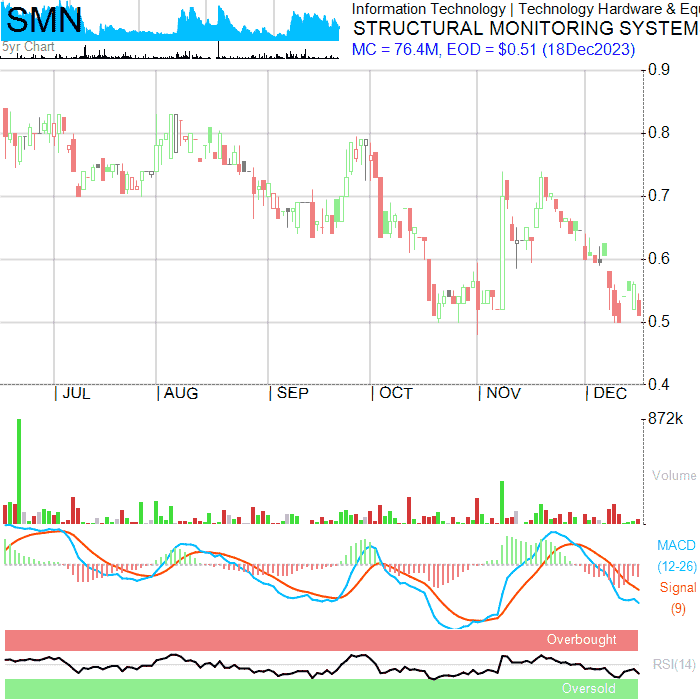 SMN
5yr Chart
Information Technology | Technology Hardware & Equ
STRUCTURAL MONITORING SYSTEM
MC = 76.4M, EOD = $0.51 (18Dec2023)
0.9
0.8
0.7
0.6
0.5
0.4
| JUL | AUG | SEP | OCT | NOV | DEC
872k
Volume
MACD
(12-26)
Signal
(9)
Overbought
RSI(14)
Oversold